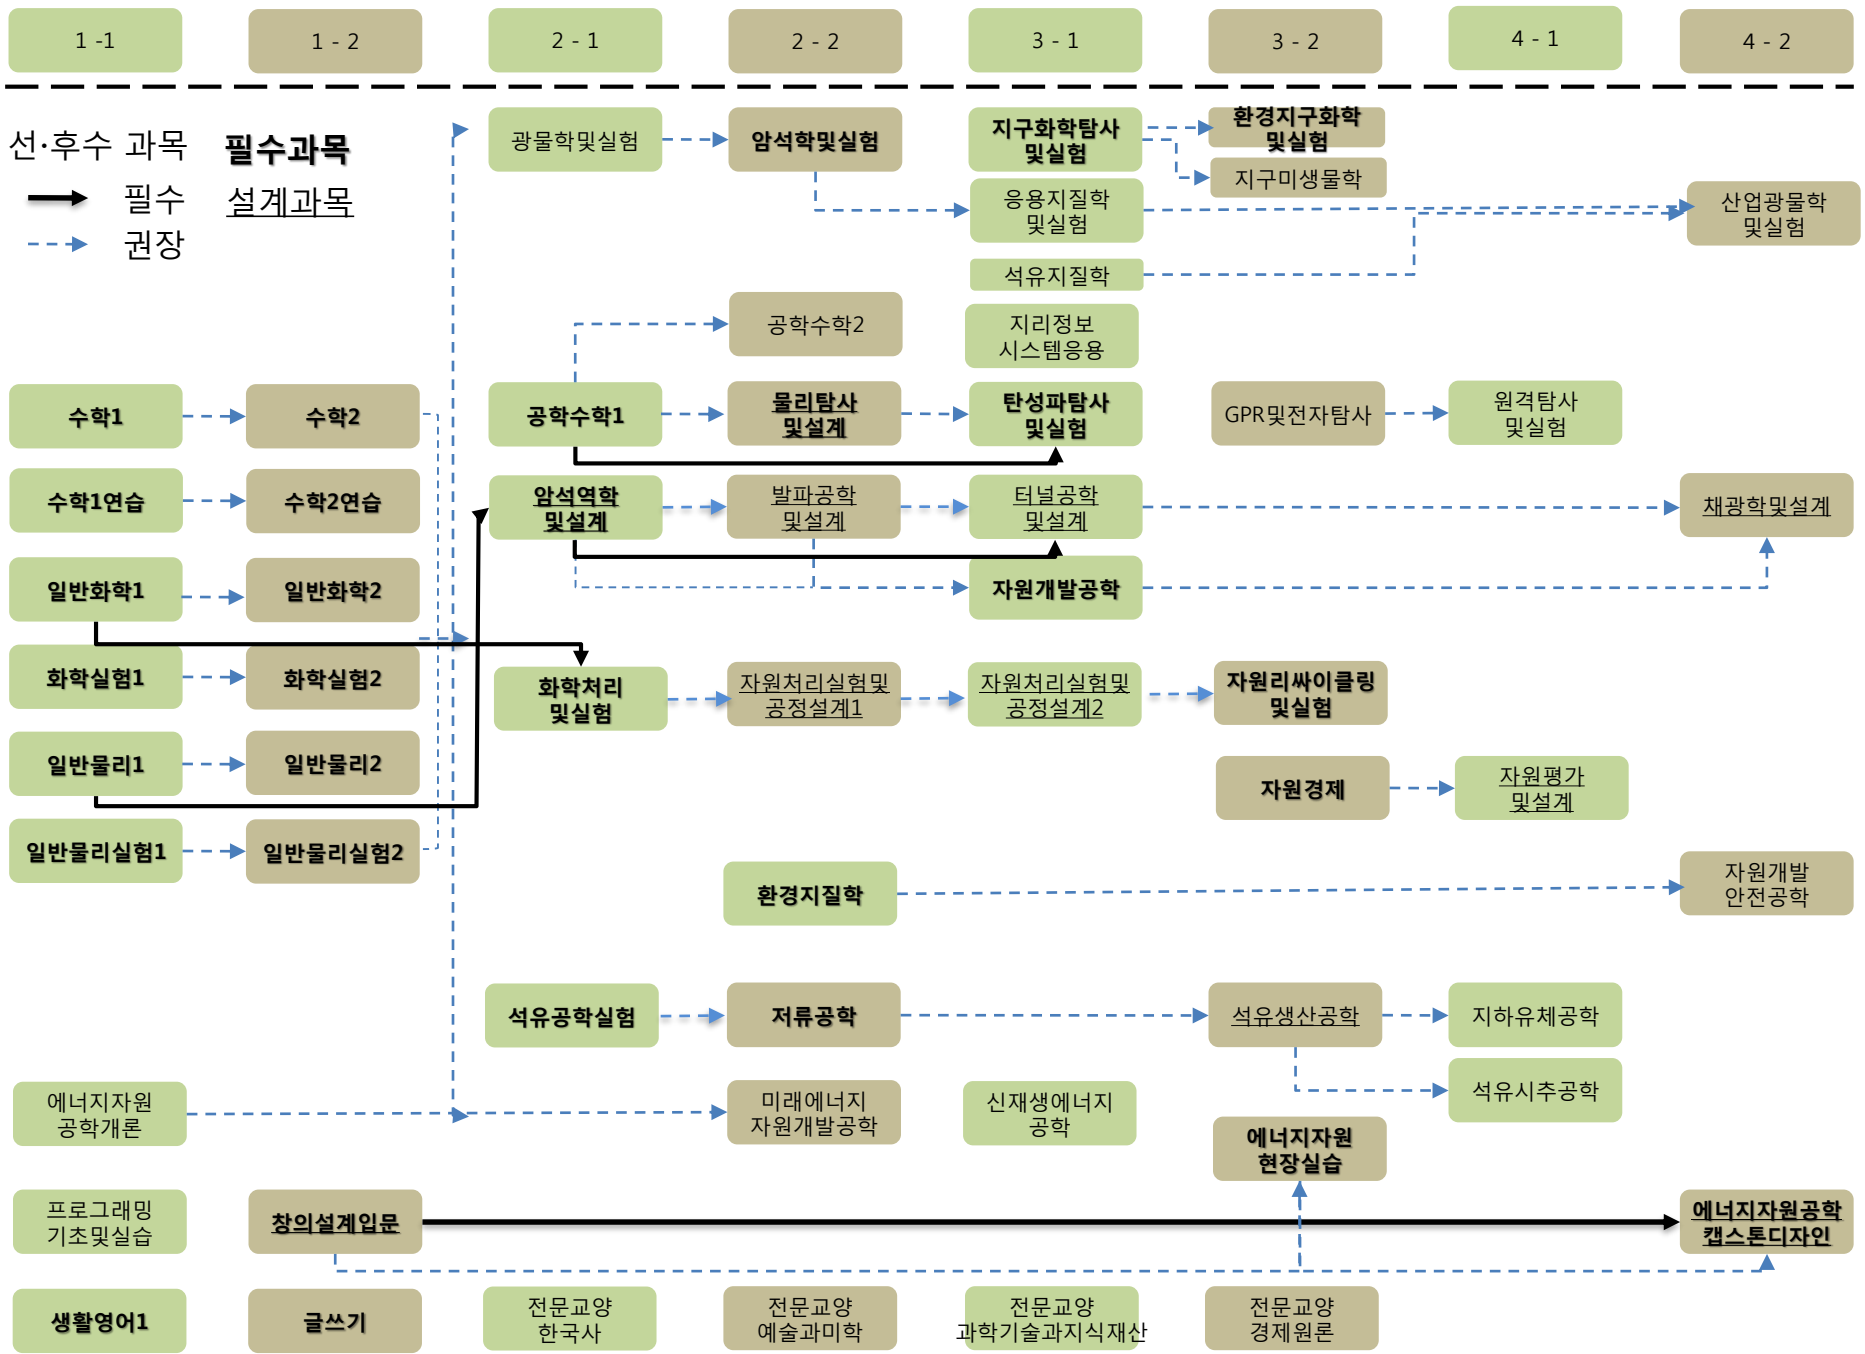 1 -1
1 - 2
2 - 1
2 - 2
3 - 1
3 - 2
4 - 1
4 - 2
선·후수 과목
필수과목
필수
설계과목
권장
광물학및실험
암석학및실험
지구화학탐사
및실험
환경지구화학
및실험
지구미생물학
응용지질학
및실험
산업광물학
및실험
석유지질학
공학수학2
지리정보
시스템응용
수학1
수학2
공학수학1
물리탐사
및설계
탄성파탐사
및실험
GPR및전자탐사
원격탐사
및실험
수학1연습
수학2연습
암석역학
및설계
발파공학
및설계
터널공학
및설계
채광학및설계
일반화학1
일반화학2
자원개발공학
화학실험1
화학실험2
화학처리
및실험
자원처리실험및
공정설계1
자원처리실험및
공정설계2
자원리싸이클링
및실험
일반물리1
일반물리2
자원경제
자원평가
및설계
일반물리실험1
일반물리실험2
환경지질학
자원개발
안전공학
석유공학실험
저류공학
석유생산공학
지하유체공학
에너지자원
공학개론
미래에너지
자원개발공학
신재생에너지
공학
석유시추공학
에너지자원
현장실습
프로그래밍
기초및실습
창의설계입문
에너지자원공학
캡스톤디자인
생활영어1
글쓰기
전문교양
한국사
전문교양
예술과미학
전문교양
과학기술과지식재산
전문교양
경제원론